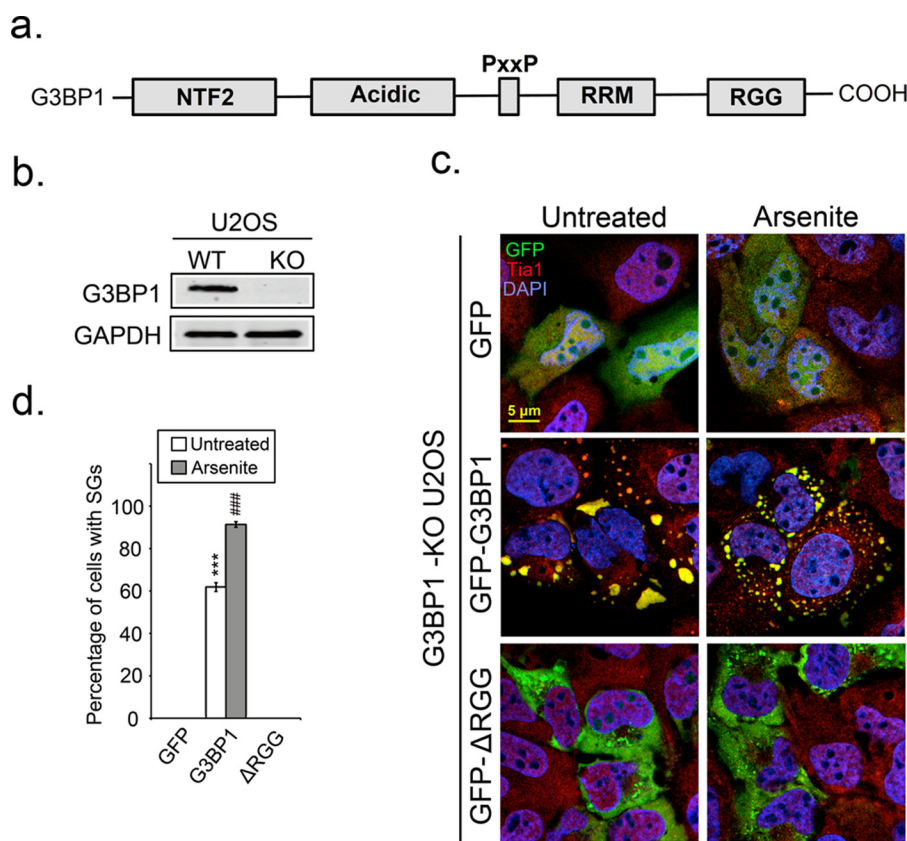 a.
PxxP
G3BP1 NTF2 Acidic RRM RGG COOH
b.
U2OS
WT KO
G3BP1
GAPDH
c.
Untreated Arsenite
G3BP1 -KO U2OS
GFP
GFP
Tia1
DAPI
5 µm
GFP-G3BP1
GFP-ΔRGG
d.
Untreated
Arsenite
Percentage of cells with SGs
100
80
60
40
20
0
***
###
GFP
G3BP1
ΔRGG